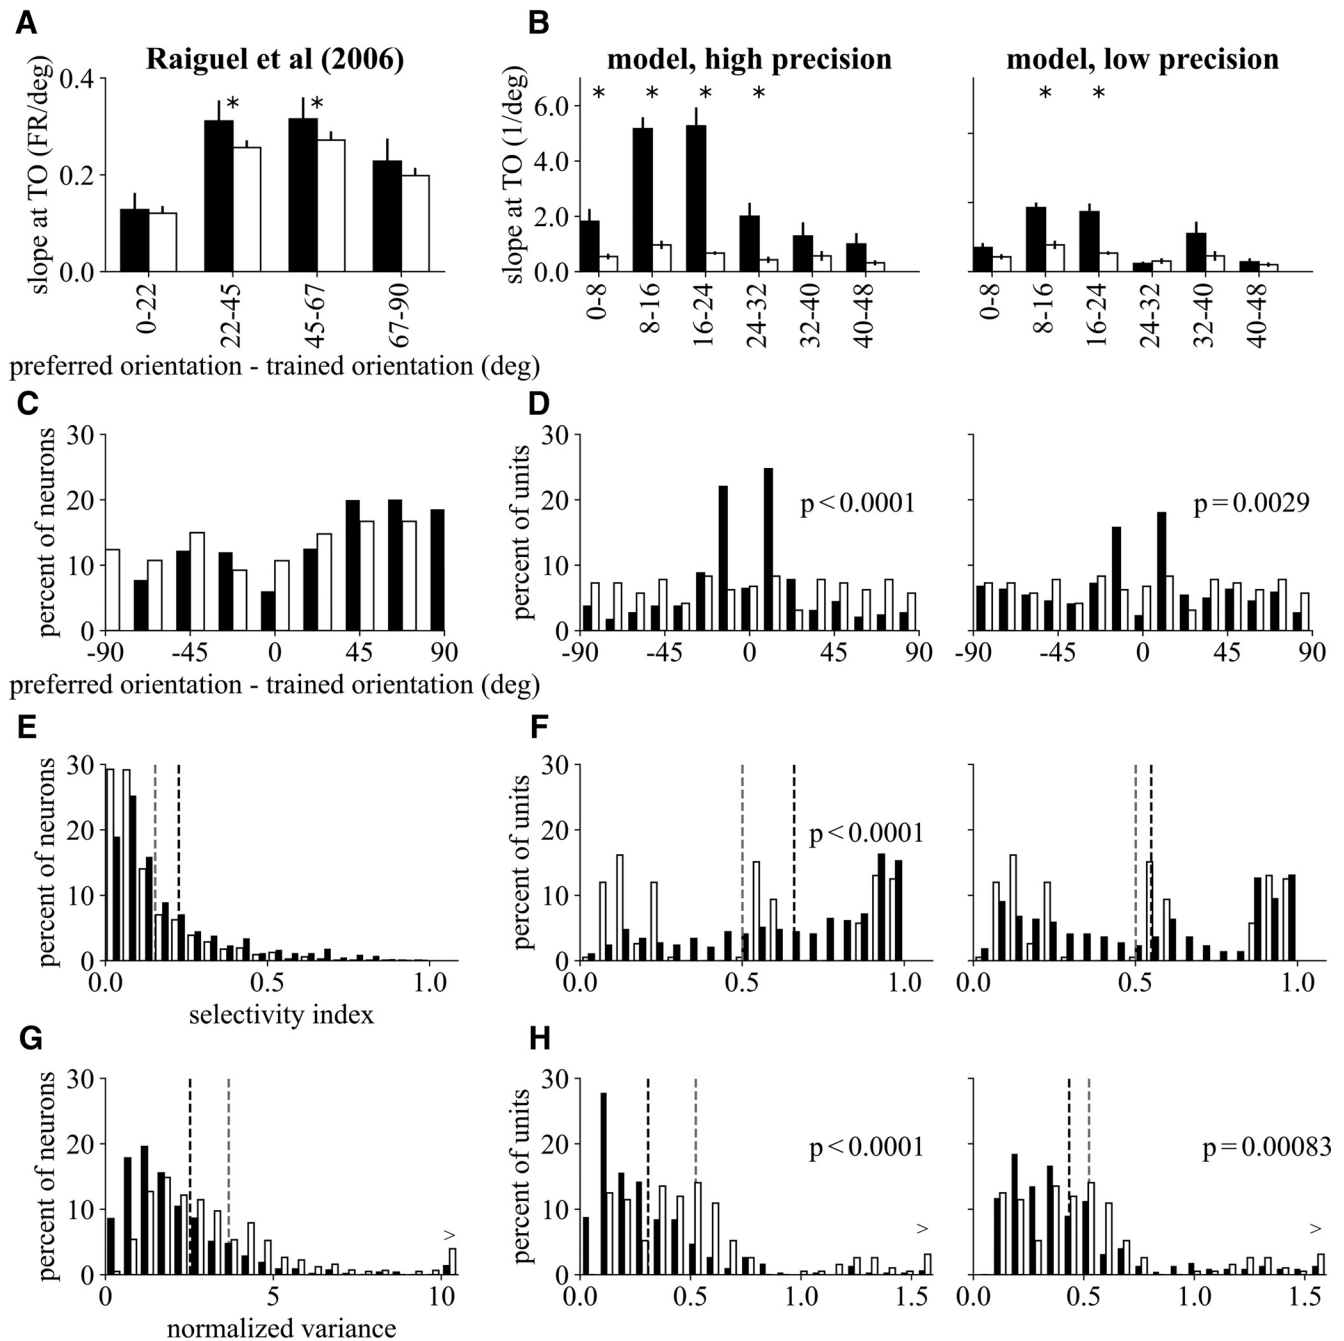 A
B
Raiguel et al (2006)
model, high precision
model, low precision
slope at TO (FR/deg)
0.4
0.2
0.0
* *
0-22
22-45
45-67
67-90
slope at TO (1/deg)
6.0
4.0
2.0
0.0
* * * *
0-8
8-16
16-24
24-32
32-40
40-48
* *
0-8
8-16
16-24
24-32
32-40
40-48
preferred orientation - trained orientation (deg)
C
D
percent of neurons
30
20
10
0
-90 -45 0 45 90
percent of units
30
20
10
0
p<0.0001
-90 -45 0 45 90
p=0.0029
-90 -45 0 45 90
preferred orientation - trained orientation (deg)
E
F
percent of neurons
30
20
10
0
0.0 0.5 1.0
selectivity index
percent of units
30
20
10
0
p<0.0001
0.0 0.5 1.0
0.0 0.5 1.0
G
H
percent of neurons
30
20
10
0
>
0 5 10
normalized variance
percent of units
30
20
10
0
p<0.0001
>
0.0 0.5 1.0 1.5
p=0.00083
>
0.0 0.5 1.0 1.5